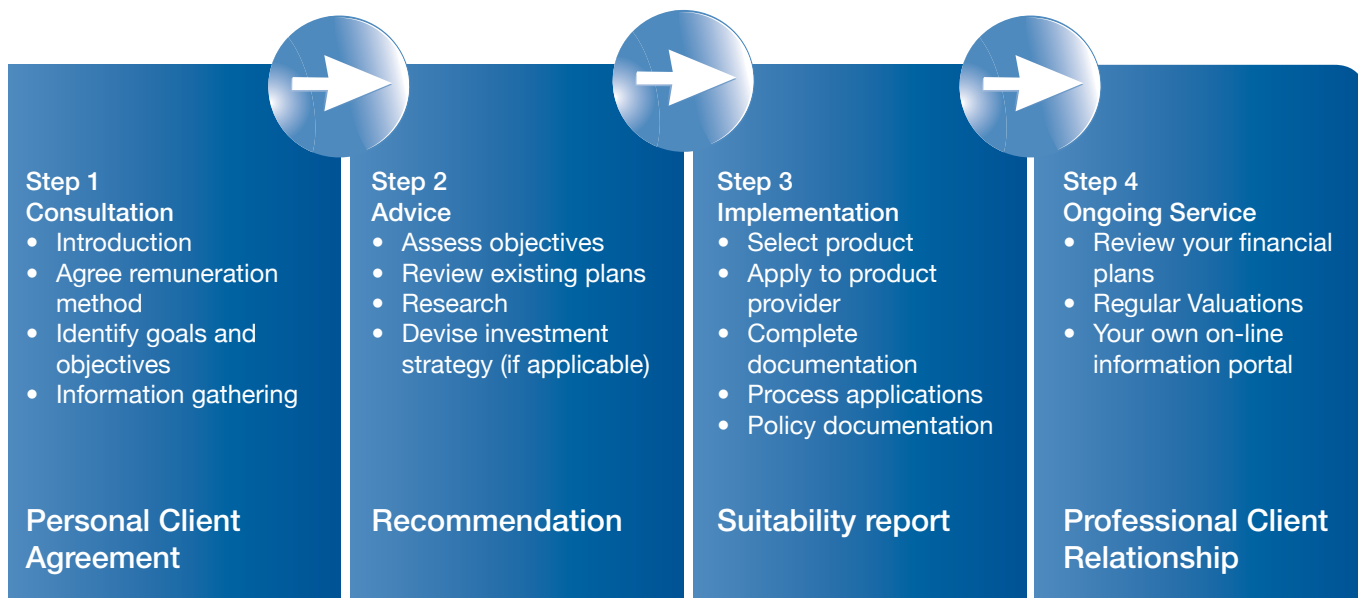 Step 1
Consultation
• Introduction
• Agree remuneration
method
• Identify goals and
objectives
• Information gathering
Personal Client
Agreement
Step 2
Advice
• Assess objectives
• Review existing plans
• Research
• Devise investment
strategy (if applicable)
Recommendation
Step 3
Implementation
• Select product
• Apply to product
provider
• Complete
documentation
• Process applications
• Policy documentation
Suitability report
Step 4
Ongoing Service
• Review your financial
plans
• Regular Valuations
• Your own on-line
information portal
Professional Client
Relationship